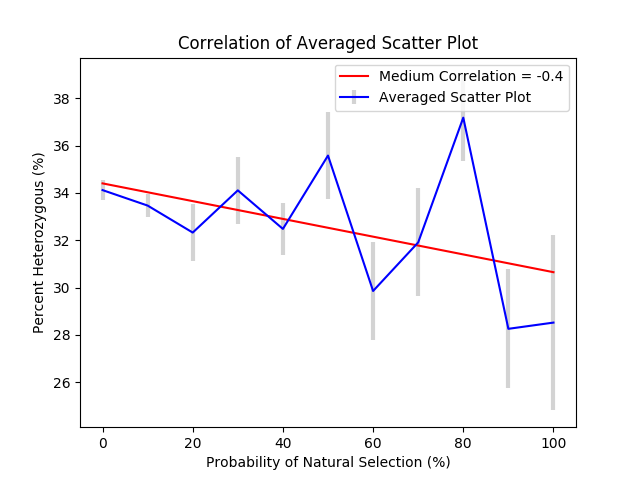 Correlation of Averaged Scatter Plot
Medium Correlation = -0.4
Averaged Scatter Plot
Percent Heterozygous (%)
38
36
34
32
30
28
26
0 20 40 60 80 100
Probability of Natural Selection (%)